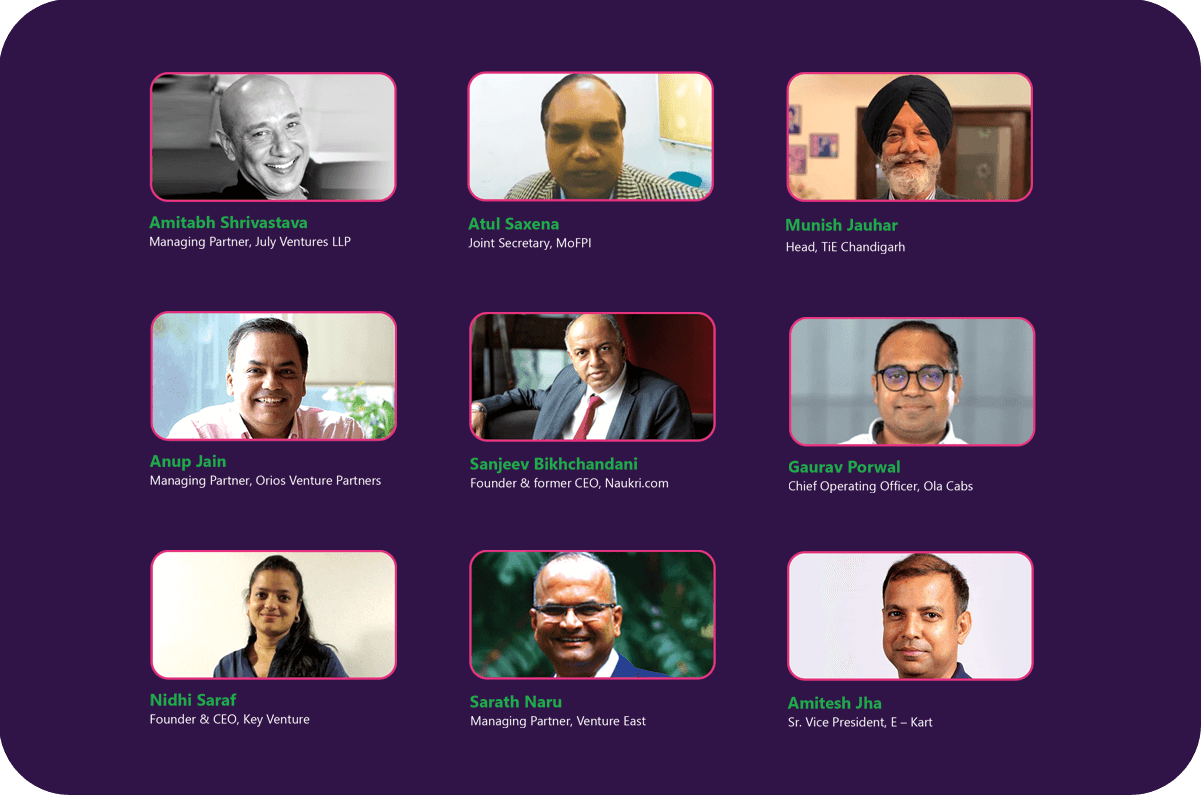 Amitabh Shrivastava
Managing Partner, July Ventures LLP
Atul Saxena
Joint Secretary, MoFPI
Munish Jauhar
Head, TiE Chandigarh
Anup Jain
Managing Partner, Orios Venture Partners
Sanjeev Bikhchandani
Founder & former CEO, Naukri.com
Gaurav Porwal
Chief Operating Officer, Ola Cabs
Nidhi Saraf
Founder & CEO, Key Venture
Sarath Naru
Managing Partner, Venture East
Amitesh Jha
Sr. Vice President, E – Kart